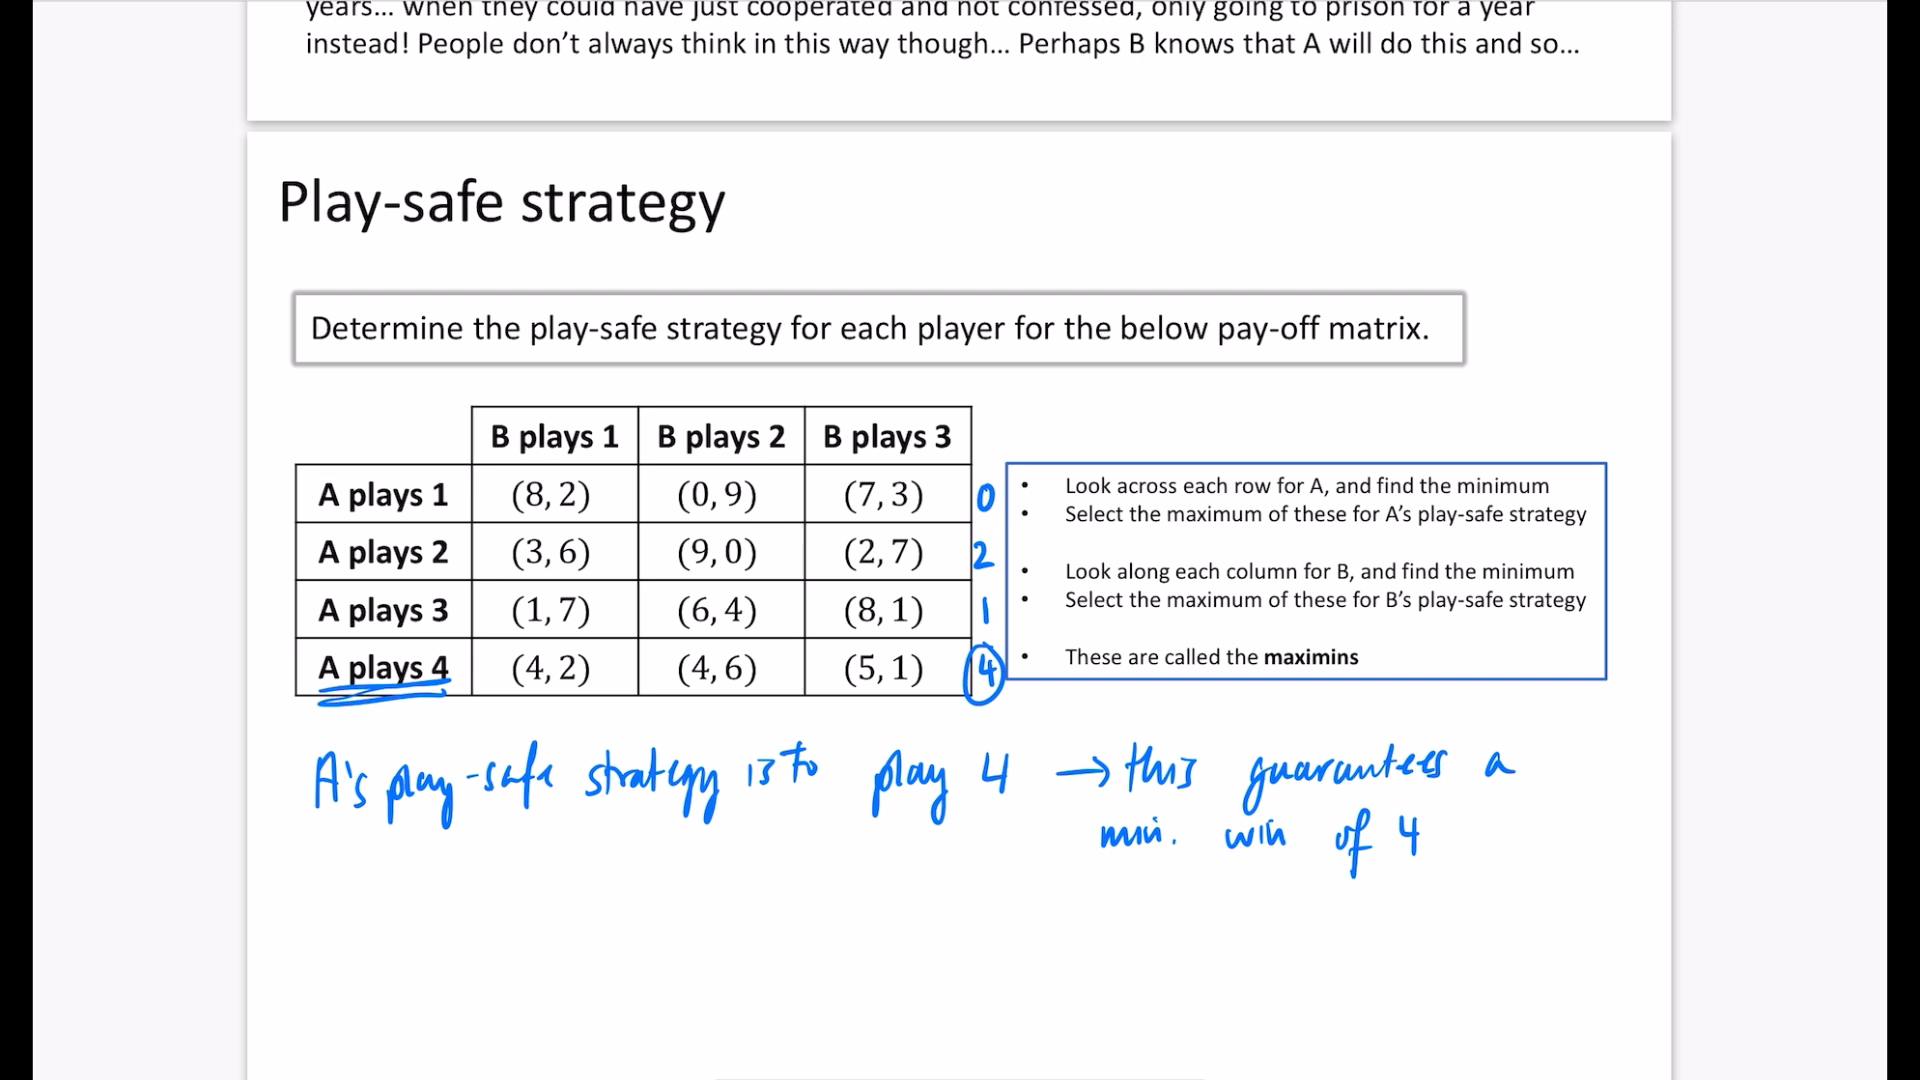 years... when they could have just cooperated and not confessed, only going to prison for a year
instead! People don’t always think in this way though... Perhaps B knows that A will do this and so...
Play-safe strategy
Determine the play-safe strategy for each player for the below pay-off matrix.
B plays 1 B plays 2 B plays 3
A plays 1 (8, 2) (0, 9) (7, 3) 0
A plays 2 (3, 6) (9, 0) (2, 7) 2
A plays 3 (1, 7) (6, 4) (8, 1) 1
A plays 4 (4, 2) (4, 6) (5, 1) 4
• Look across each row for A, and find the minimum
• Select the maximum of these for A’s play-safe strategy
• Look along each column for B, and find the minimum
• Select the maximum of these for B’s play-safe strategy
• These are called the maximins
A's play-safe strategy is to play 4 → this guarantees a
min. win of 4